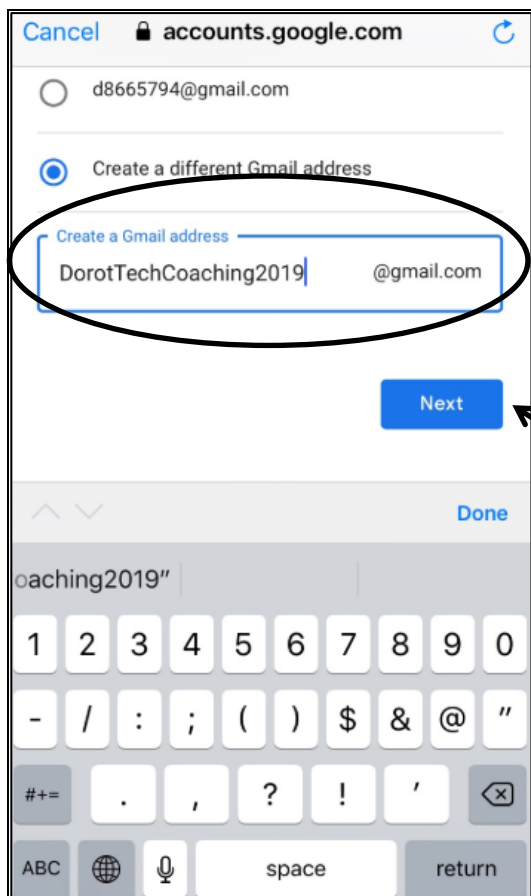 Cancel accounts.google.com
d8665794@gmail.com
Create a different Gmail address
Create a Gmail address
DorotTechCoaching2019 @gmail.com
Next
Done
oaching2019"
1 2 3 4 5 6 7 8 9 0
- / : ; ( ) $ & @ "
#+= . , ? ! '
ABC space return